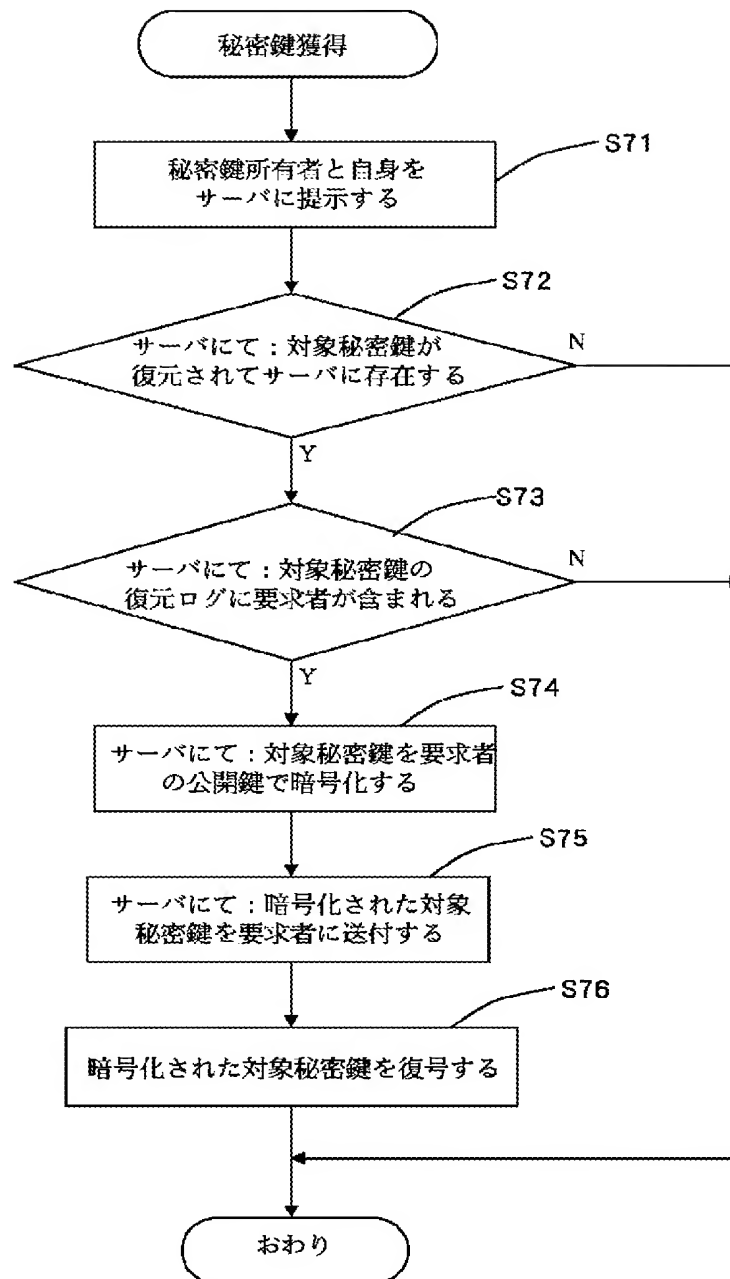 秘密鍵獲得
S71
秘密鍵所有者と自身を
サーバに提示する
S72
サーバにて：対象秘密鍵が
復元されてサーバに存在する
N
Y
S73
サーバにて：対象秘密鍵の
復元ログに要求者が含まれる
N
Y
S74
サーバにて：対象秘密鍵を要求者
の公開鍵で暗号化する
S75
サーバにて：暗号化された対象
秘密鍵を要求者に送付する
S76
暗号化された対象秘密鍵を復号する
おわり